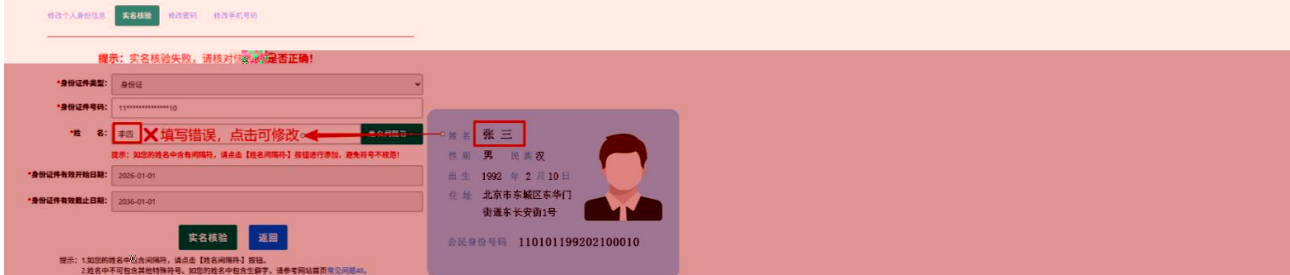 修改个人身份信息 实名核验 修改密码 修改手机号码
提示：实名核验失败，请核对信是否正确！
*身份证件类型： 身份证
*身份证件号码： 11**************10
*姓 名： 李四 填写错误，点击可修改 姓名间隔符·
提示：如您的姓名中含有间隔符，请点击【姓名间隔符·】按钮进行添加，避免符号不规范！
*身份证件有效开始日期： 2026-01-01
*身份证件有效截止日期： 2036-01-01
实名核验 返回
提示：1.如您的姓名中含间隔符，请点击【姓名间隔符·】按钮。
2.姓名中不可包含其他特殊符号。如您的姓名中包含生僻字，请参考网站首页常见问题40。
姓 名 张 三
性 别 男 民 族 汉
出 生 1992 年 2 月 10 日
住 址 北京市东城区东华门
街道东长安街1号
公民身份号码 110101199202100010